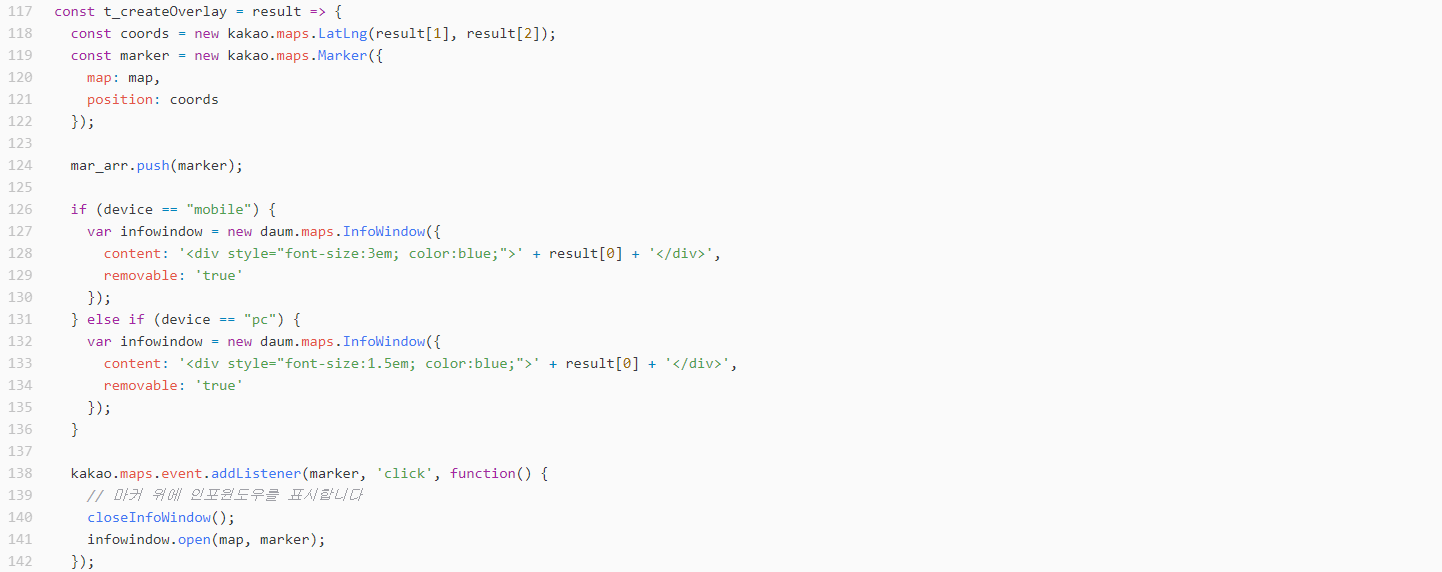 117 const t_createOverlay = result => {
118   const coords = new kakao.maps.LatLng(result[1], result[2]);
119   const marker = new kakao.maps.Marker({
120     map: map,
121     position: coords
122   });
123
124   mar_arr.push(marker);
125
126   if (device == "mobile") {
127     var infowindow = new daum.maps.InfoWindow({
128       content: '<div style="font-size:3em; color:blue;">' + result[0] + '</div>',
129       removable: 'true'
130     });
131   } else if (device == "pc") {
132     var infowindow = new daum.maps.InfoWindow({
133       content: '<div style="font-size:1.5em; color:blue;">' + result[0] + '</div>',
134       removable: 'true'
135     });
136   }
137
138   kakao.maps.event.addListener(marker, 'click', function() {
139     // 마커 위에 인포윈도우를 표시합니다
140     closeInfoWindow();
141     infowindow.open(map, marker);
142   });